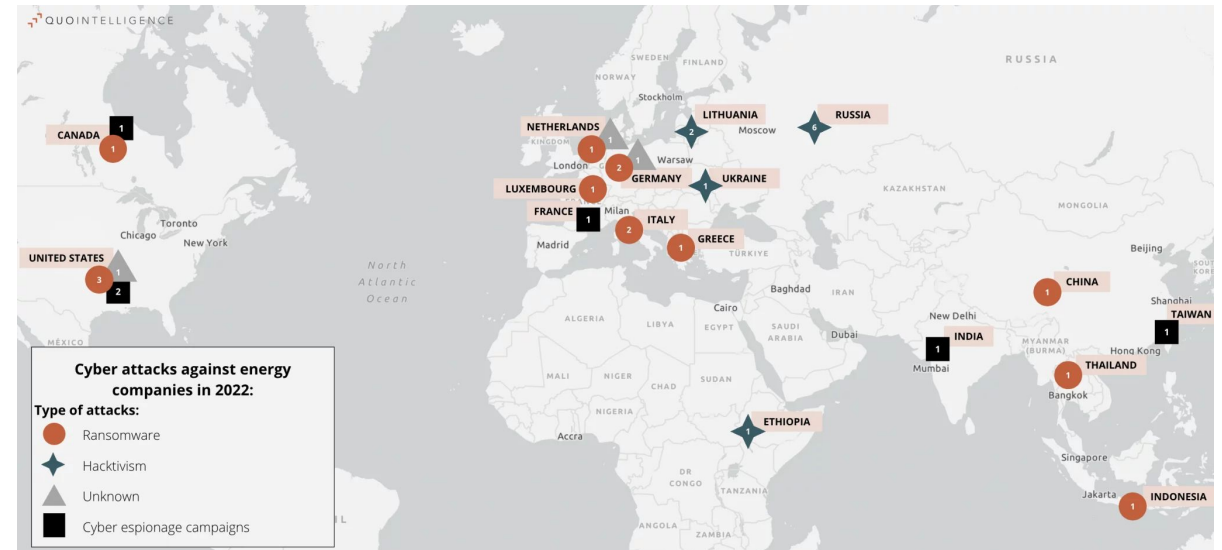 QUOINTELLIGENCE
SWEDEN
FINLAND
RUSSIA
NORWAY
Stockholm
CANADA
1
1
NETHERLANDS
1
1
LITHUANIA
2
Moscow
RUSSIA
6
KINGDOM
London
1
Warsaw
2
GERMANY
UKRAINE
1
LUXEMBOURG
1
KAZAKHSTAN
MONGOLIA
FRANCE
1
Milan
ITALY
2
Toronto
Chicago
New York
Madrid
GREECE
1
TÜRKIYE
Beijing
SOUT
KORE
UNITED STATES
1
3
2
North
Atlantic
Ocean
Baghdad
IRAN
CHINA
1
Shanghai
Cairo
ALGERIA
LIBYA
EGYPT
SAUDI
ARABIA
Dubai
New Delhi
INDIA
1
Mumbai
TAIWAN
1
MÉXICO
MYANMAR
(BURMA)
Hong Kong
THAILAND
1
Bangkok
MALI
NIGER
CHAD
SUDAN
NIGERIA
Accra
ETHIOPIA
1
Singapore
DR
CONGO
TANZANIA
Jakarta
INDONESIA
1
ANGOLA
ZAMBIA
IL
Cyber attacks against energy
companies in 2022:
Type of attacks:
Ransomware
Hacktivism
Unknown
Cyber espionage campaigns